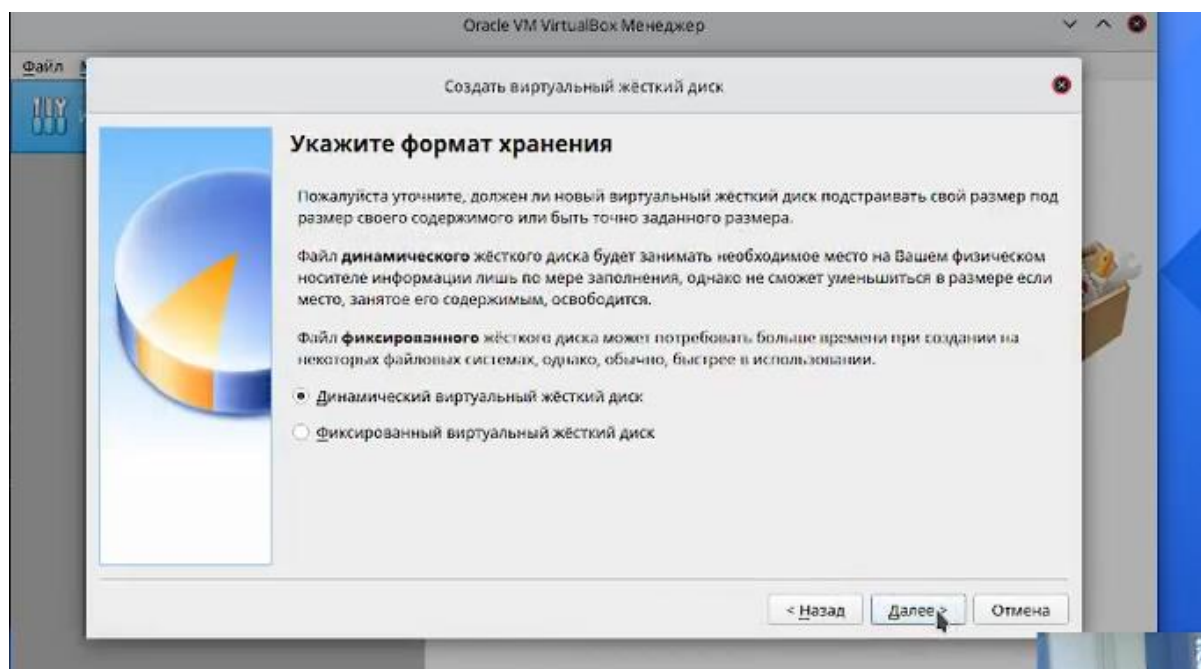 Oracle VM VirtualBox Менеджер
Файл
Создать виртуальный жёсткий диск
Укажите формат хранения
Пожалуйста уточните, должен ли новый виртуальный жёсткий диск подстраивать свой размер под
размер своего содержимого или быть точно заданного размера.
Файл динамического жёсткого диска будет занимать необходимое место на Вашем физическом
носителе информации лишь по мере заполнения, однако не сможет уменьшиться в размере если
место, занятое его содержимым, освободится.
Файл фиксированного жёсткого диска может потребовать больше времени при создании на
некоторых файловых системах, однако, обычно, быстрее в использовании.
Динамический виртуальный жёсткий диск
Фиксированный виртуальный жёсткий диск
< Назад
Далее >
Отмена